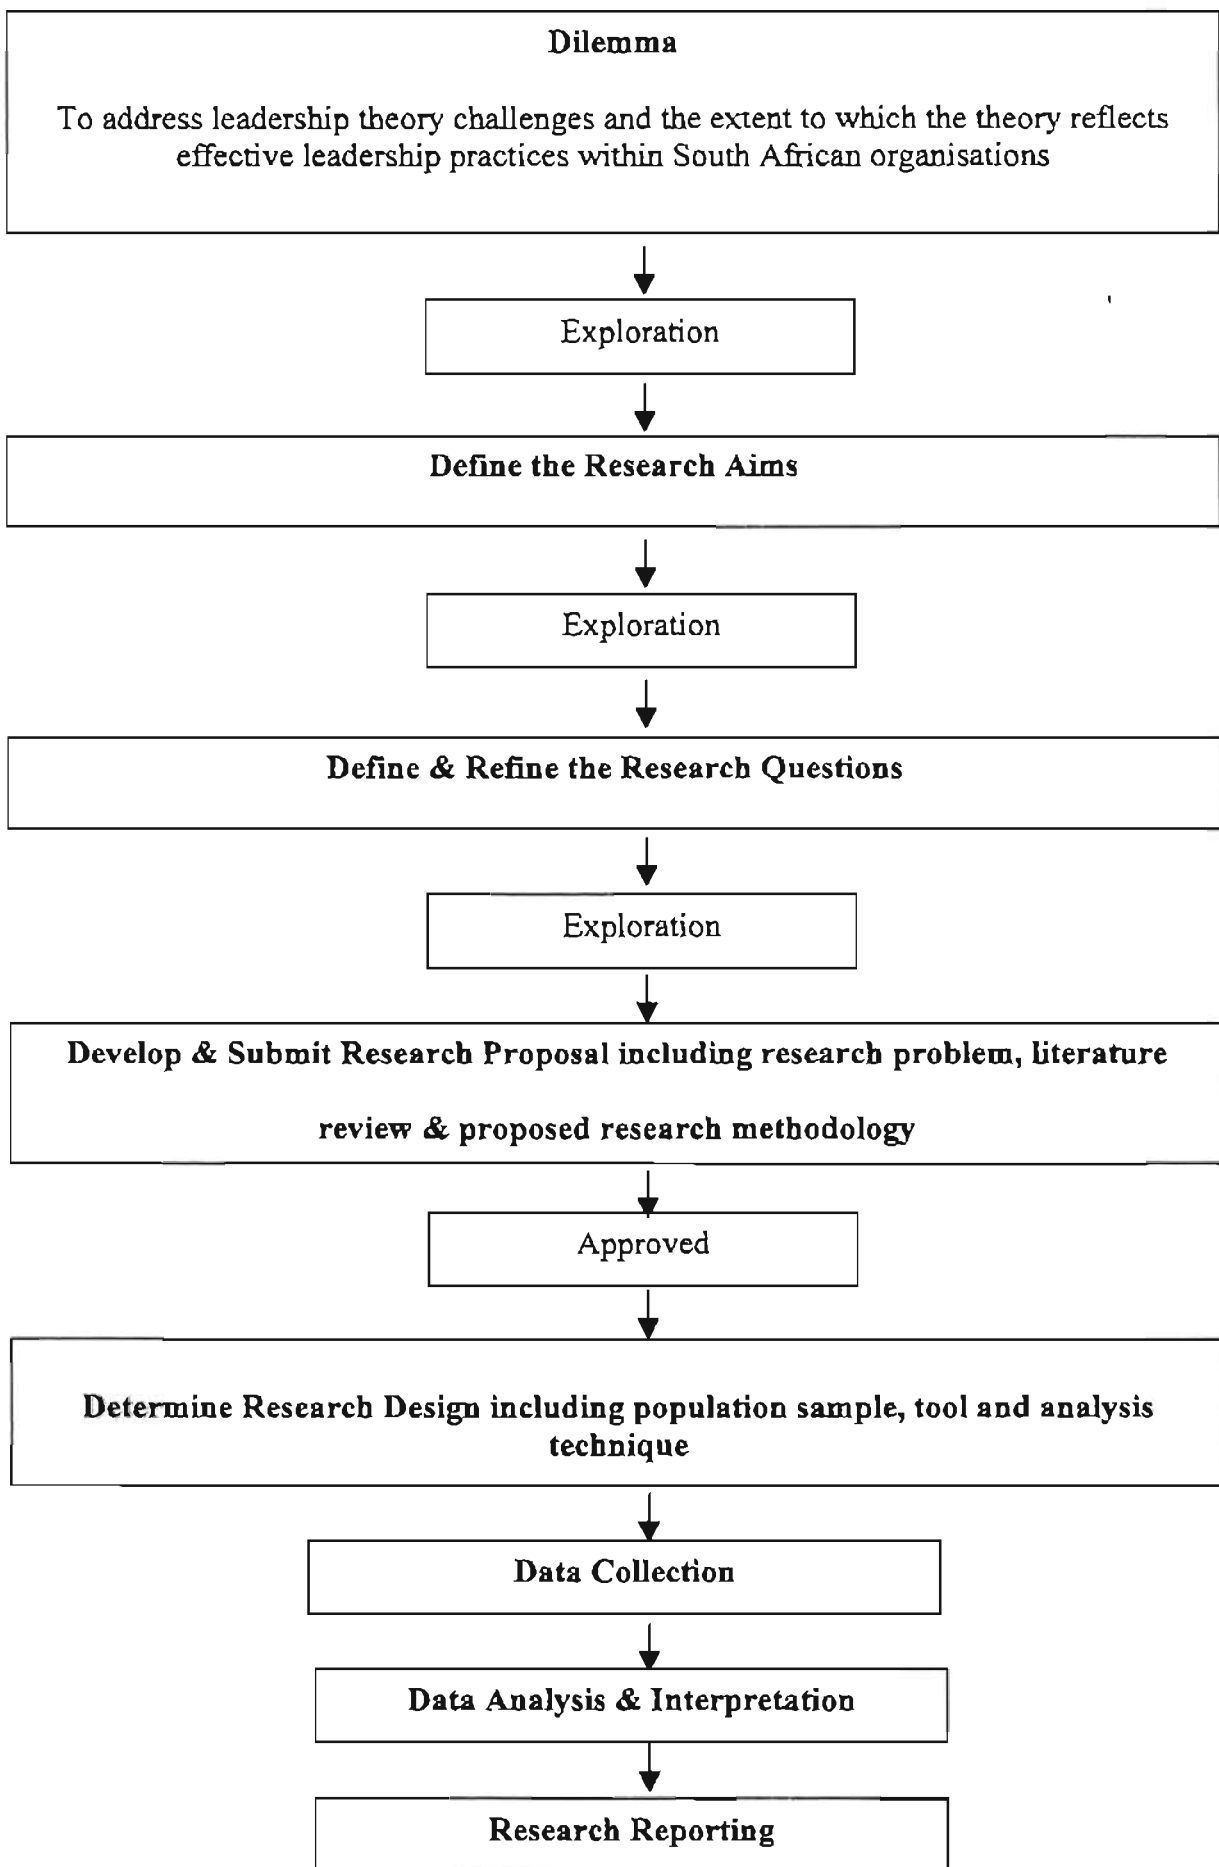 Dilemma
To address leadership theory challenges and the extent to which the theory reflects
effective leadership practices within South African organisations
Exploration
Define the Research Aims
Exploration
Define & Refine the Research Questions
Exploration
Develop & Submit Research Proposal including research problem, literature
review & proposed research methodology
Approved
Determine Research Design including population sample, tool and analysis
technique
Data Collection
Data Analysis & Interpretation
Research Reporting